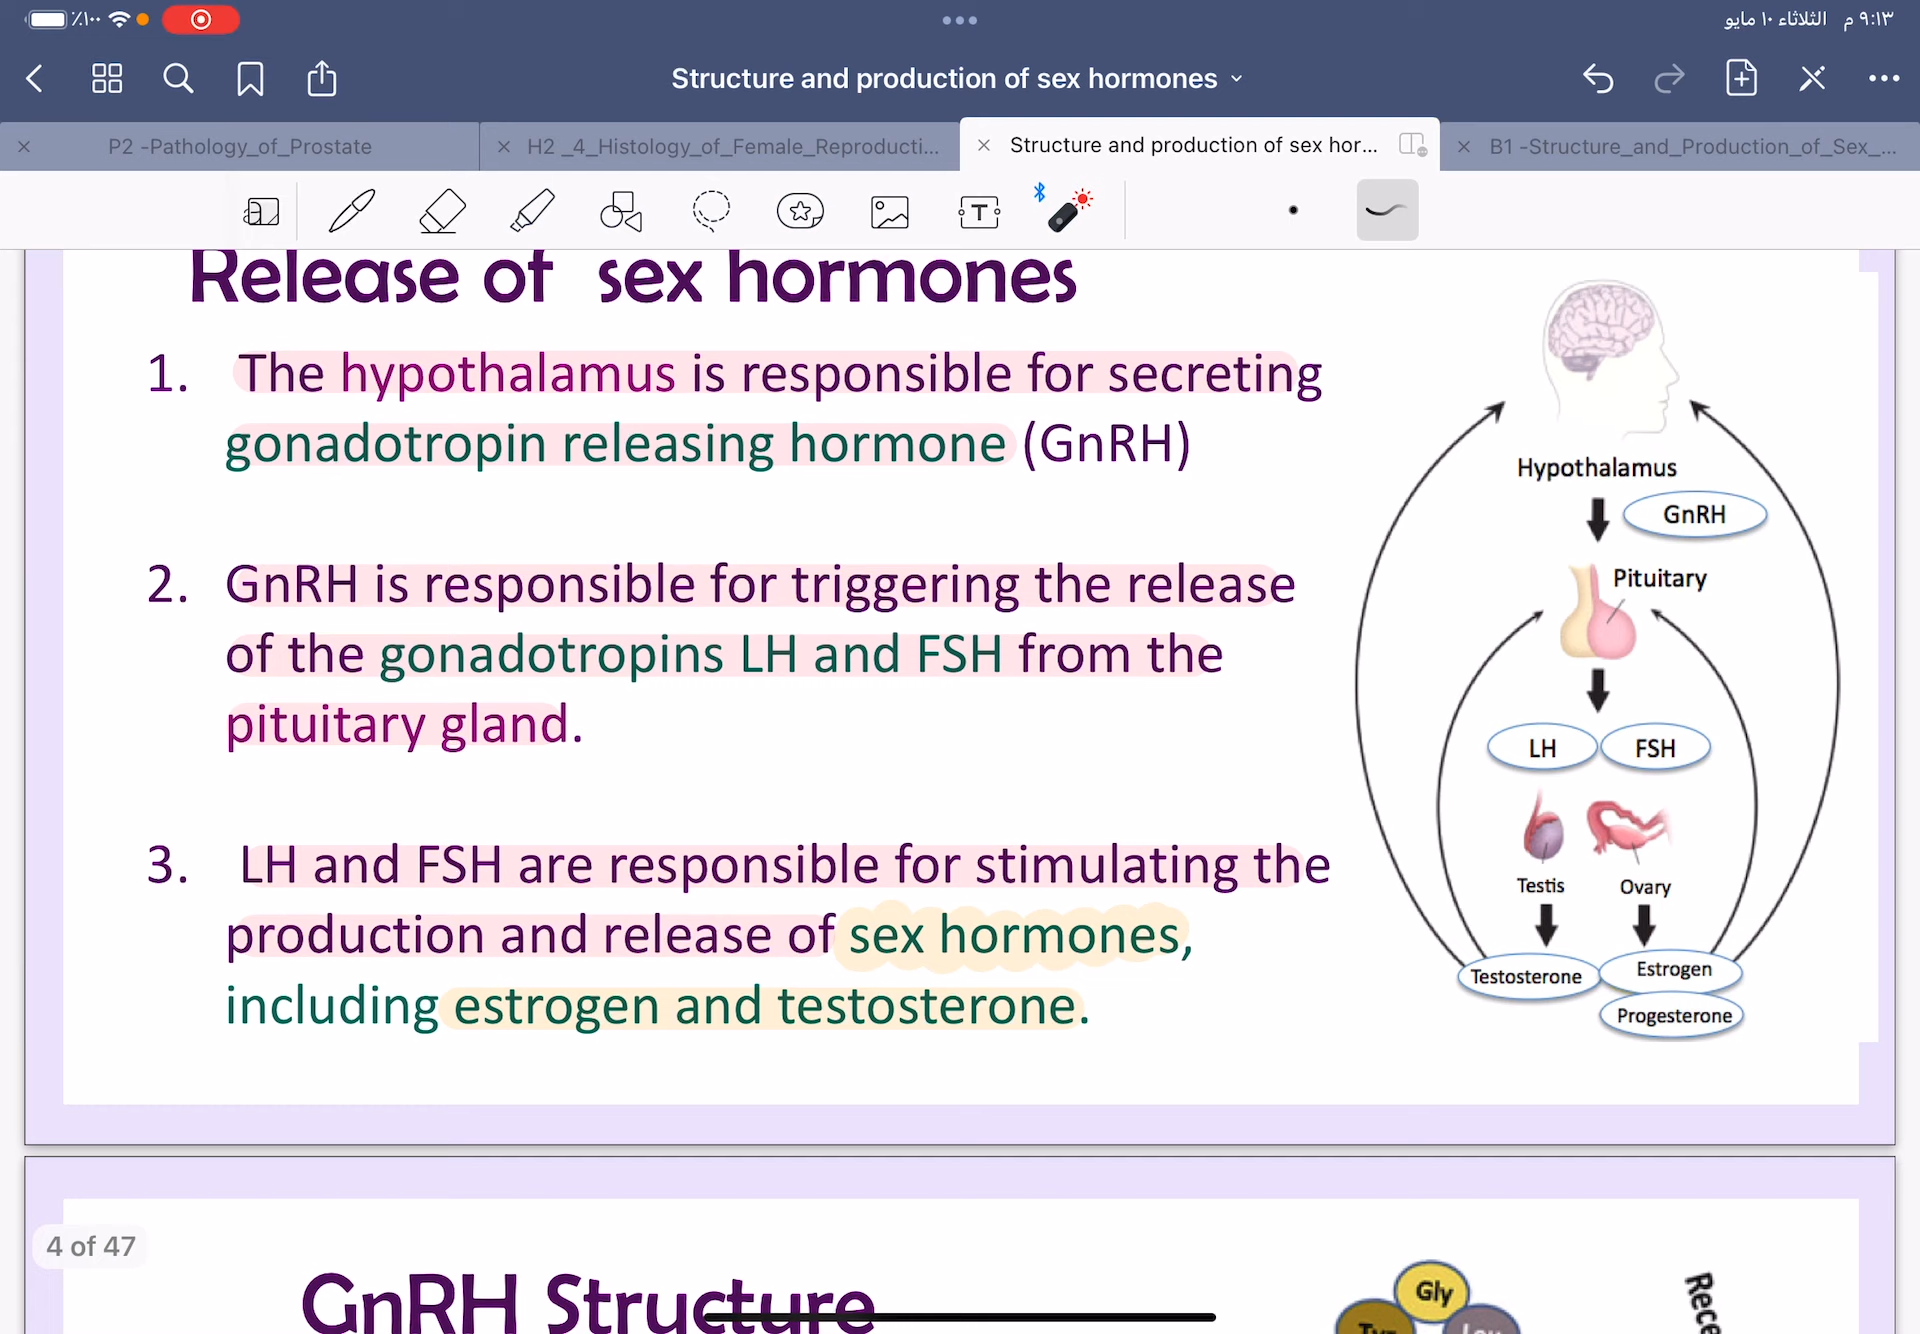 ٪١٠٠
٩:١٣ م الثلاثاء ١٠ مايو
Structure and production of sex hormones
P2 -Pathology_of_Prostate
H2 _4_Histology_of_Female_Reproducti...
Structure and production of sex hor...
B1 -Structure_and_Production_of_Sex_...
Release of sex hormones
1. The hypothalamus is responsible for secreting
gonadotropin releasing hormone (GnRH)
2. GnRH is responsible for triggering the release
of the gonadotropins LH and FSH from the
pituitary gland.
3. LH and FSH are responsible for stimulating the
production and release of sex hormones,
including estrogen and testosterone.
Hypothalamus
GnRH
Pituitary
LH
FSH
Testis
Ovary
Testosterone
Estrogen
Progesterone
4 of 47
GnRH Structure
Gly